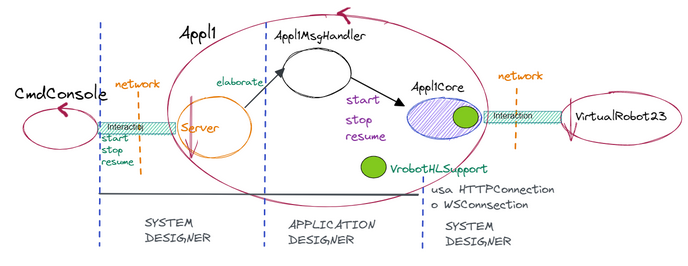 Appl1
Appl1MsgHandler
CmdConsole
network
elaborate
Appl1Core
network
start
stop
resume
Interaction
Server
Interaction
VirtualRobot23
start
stop
resume
VrobotHLSupport
usa HTTPConnection
o WSConnsection
SYSTEM
DESIGNER
APPLICATION
DESIGNER
SYSTEM
DESIGNER